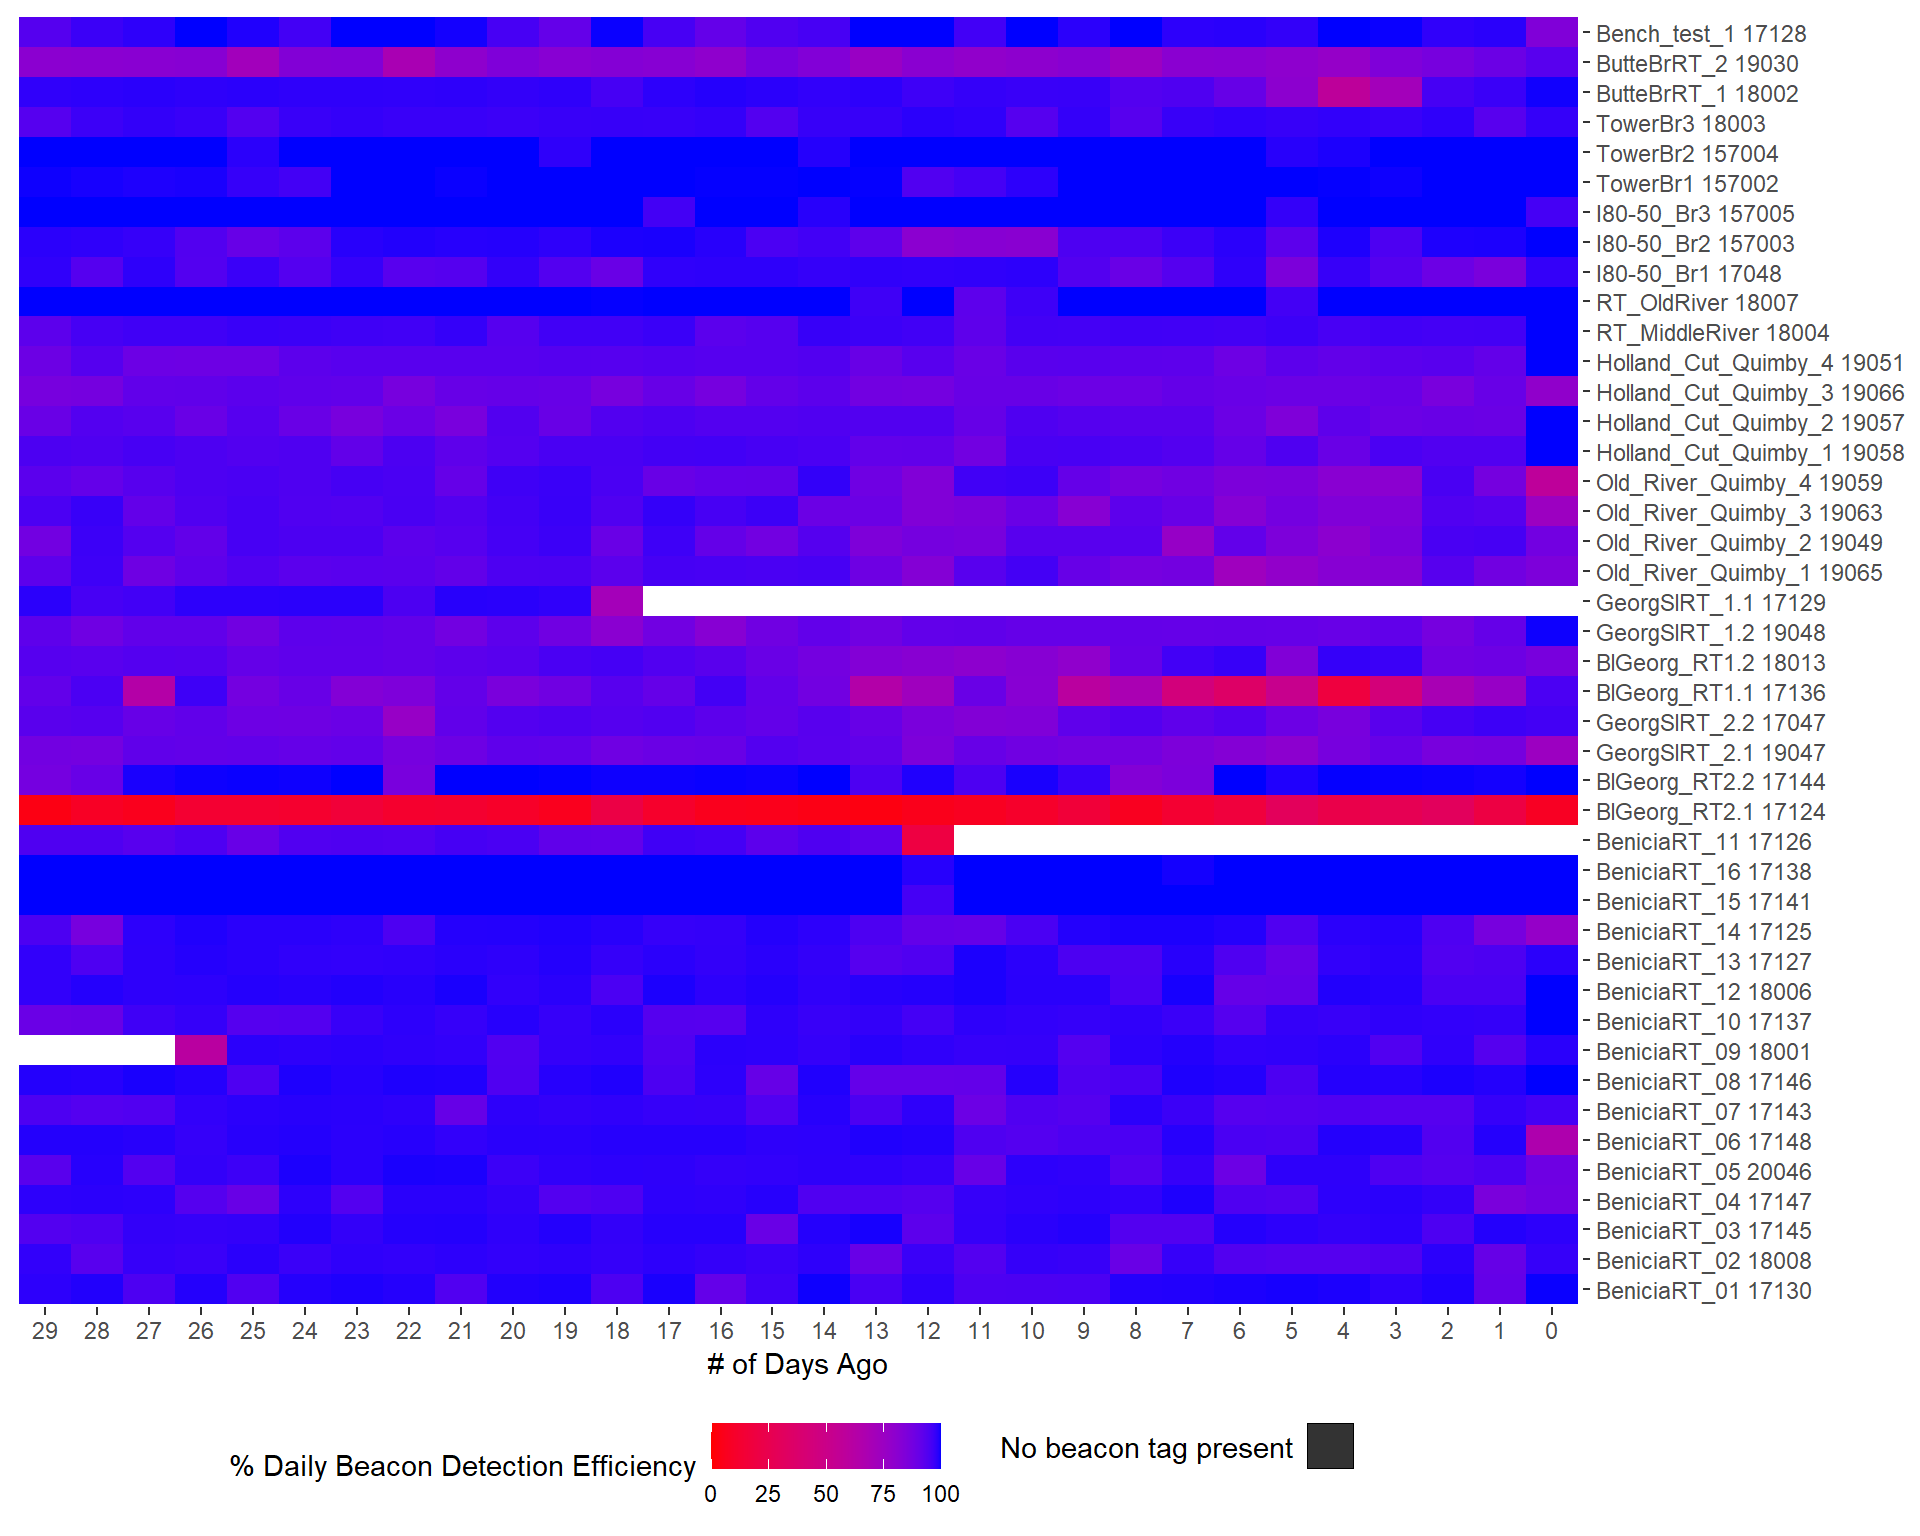 Bench_test_1 17128
ButteBrRT_2 19030
ButteBrRT_1 18002
TowerBr3 18003
TowerBr2 157004
TowerBr1 157002
I80-50_Br3 157005
I80-50_Br2 157003
I80-50_Br1 17048
RT_OldRiver 18007
RT_MiddleRiver 18004
Holland_Cut_Quimby_4 19051
Holland_Cut_Quimby_3 19066
Holland_Cut_Quimby_2 19057
Holland_Cut_Quimby_1 19058
Old_River_Quimby_4 19059
Old_River_Quimby_3 19063
Old_River_Quimby_2 19049
Old_River_Quimby_1 19065
GeorgSlRT_1.1 17129
GeorgSlRT_1.2 19048
BlGeorg_RT1.2 18013
BlGeorg_RT1.1 17136
GeorgSlRT_2.2 17047
GeorgSlRT_2.1 19047
BlGeorg_RT2.2 17144
BlGeorg_RT2.1 17124
BeniciaRT_11 17126
BeniciaRT_16 17138
BeniciaRT_15 17141
BeniciaRT_14 17125
BeniciaRT_13 17127
BeniciaRT_12 18006
BeniciaRT_10 17137
BeniciaRT_09 18001
BeniciaRT_08 17146
BeniciaRT_07 17143
BeniciaRT_06 17148
BeniciaRT_05 20046
BeniciaRT_04 17147
BeniciaRT_03 17145
BeniciaRT_02 18008
BeniciaRT_01 17130
29 28 27 26 25 24 23 22 21 20 19 18 17 16 15 14 13 12 11 10 9 8 7 6 5 4 3 2 1 0
# of Days Ago
% Daily Beacon Detection Efficiency
0 25 50 75 100
No beacon tag present